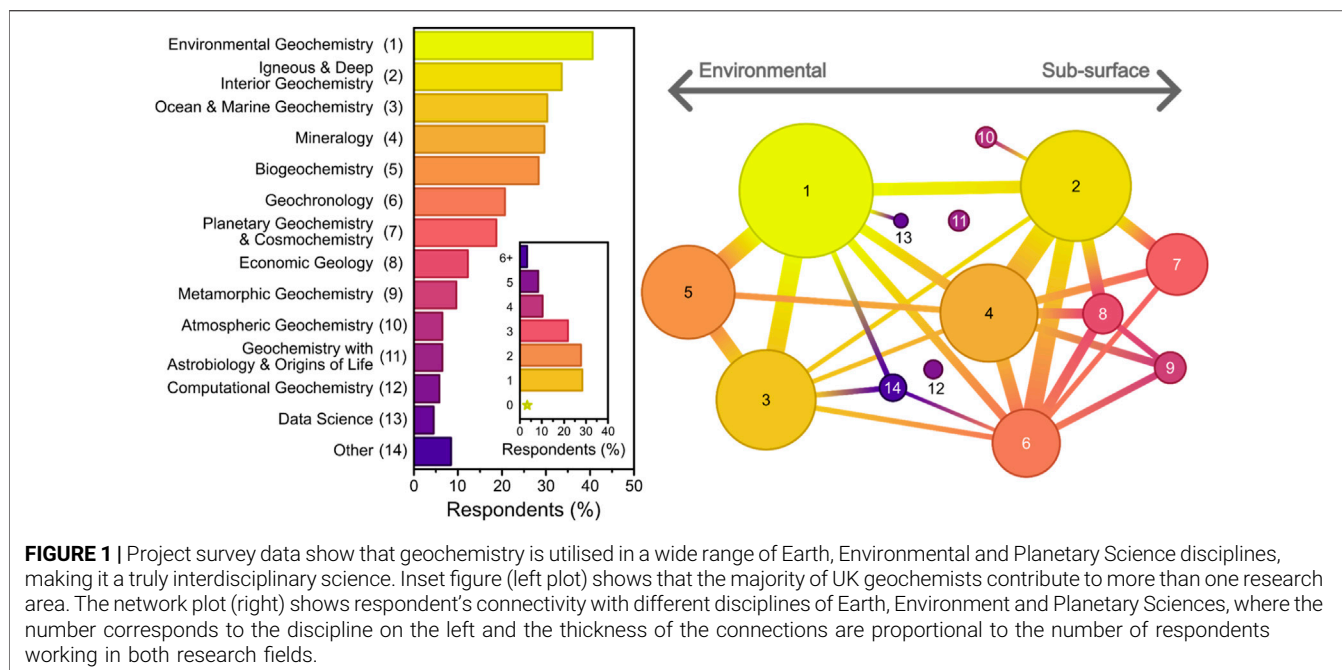 Environmental Geochemistry (1)
Igneous & Deep
Interior Geochemistry (2)
Ocean & Marine Geochemistry (3)
Mineralogy (4)
Biogeochemistry (5)
Geochronology (6)
Planetary Geochemistry
& Cosmochemistry (7)
Economic Geology (8)
Metamorphic Geochemistry (9)
Atmospheric Geochemistry (10)
Geochemistry with
Astrobiology & Origins of Life (11)
Computational Geochemistry (12)
Data Science (13)
Other (14)
0 10 20 30 40 50
Respondents (%)
6+
5
4
3
2
1
0
0 10 20 30 40
Respondents (%)
Environmental Sub-surface
10
1
2
11
13
7
5
4
8
9
12
14
3
6
FIGURE 1 | Project survey data show that geochemistry is utilised in a wide range of Earth, Environmental and Planetary Science disciplines,
making it a truly interdisciplinary science. Inset figure (left plot) shows that the majority of UK geochemists contribute to more than one research
area. The network plot (right) shows respondent's connectivity with different disciplines of Earth, Environment and Planetary Sciences, where the
number corresponds to the discipline on the left and the thickness of the connections are proportional to the number of respondents
working in both research fields.